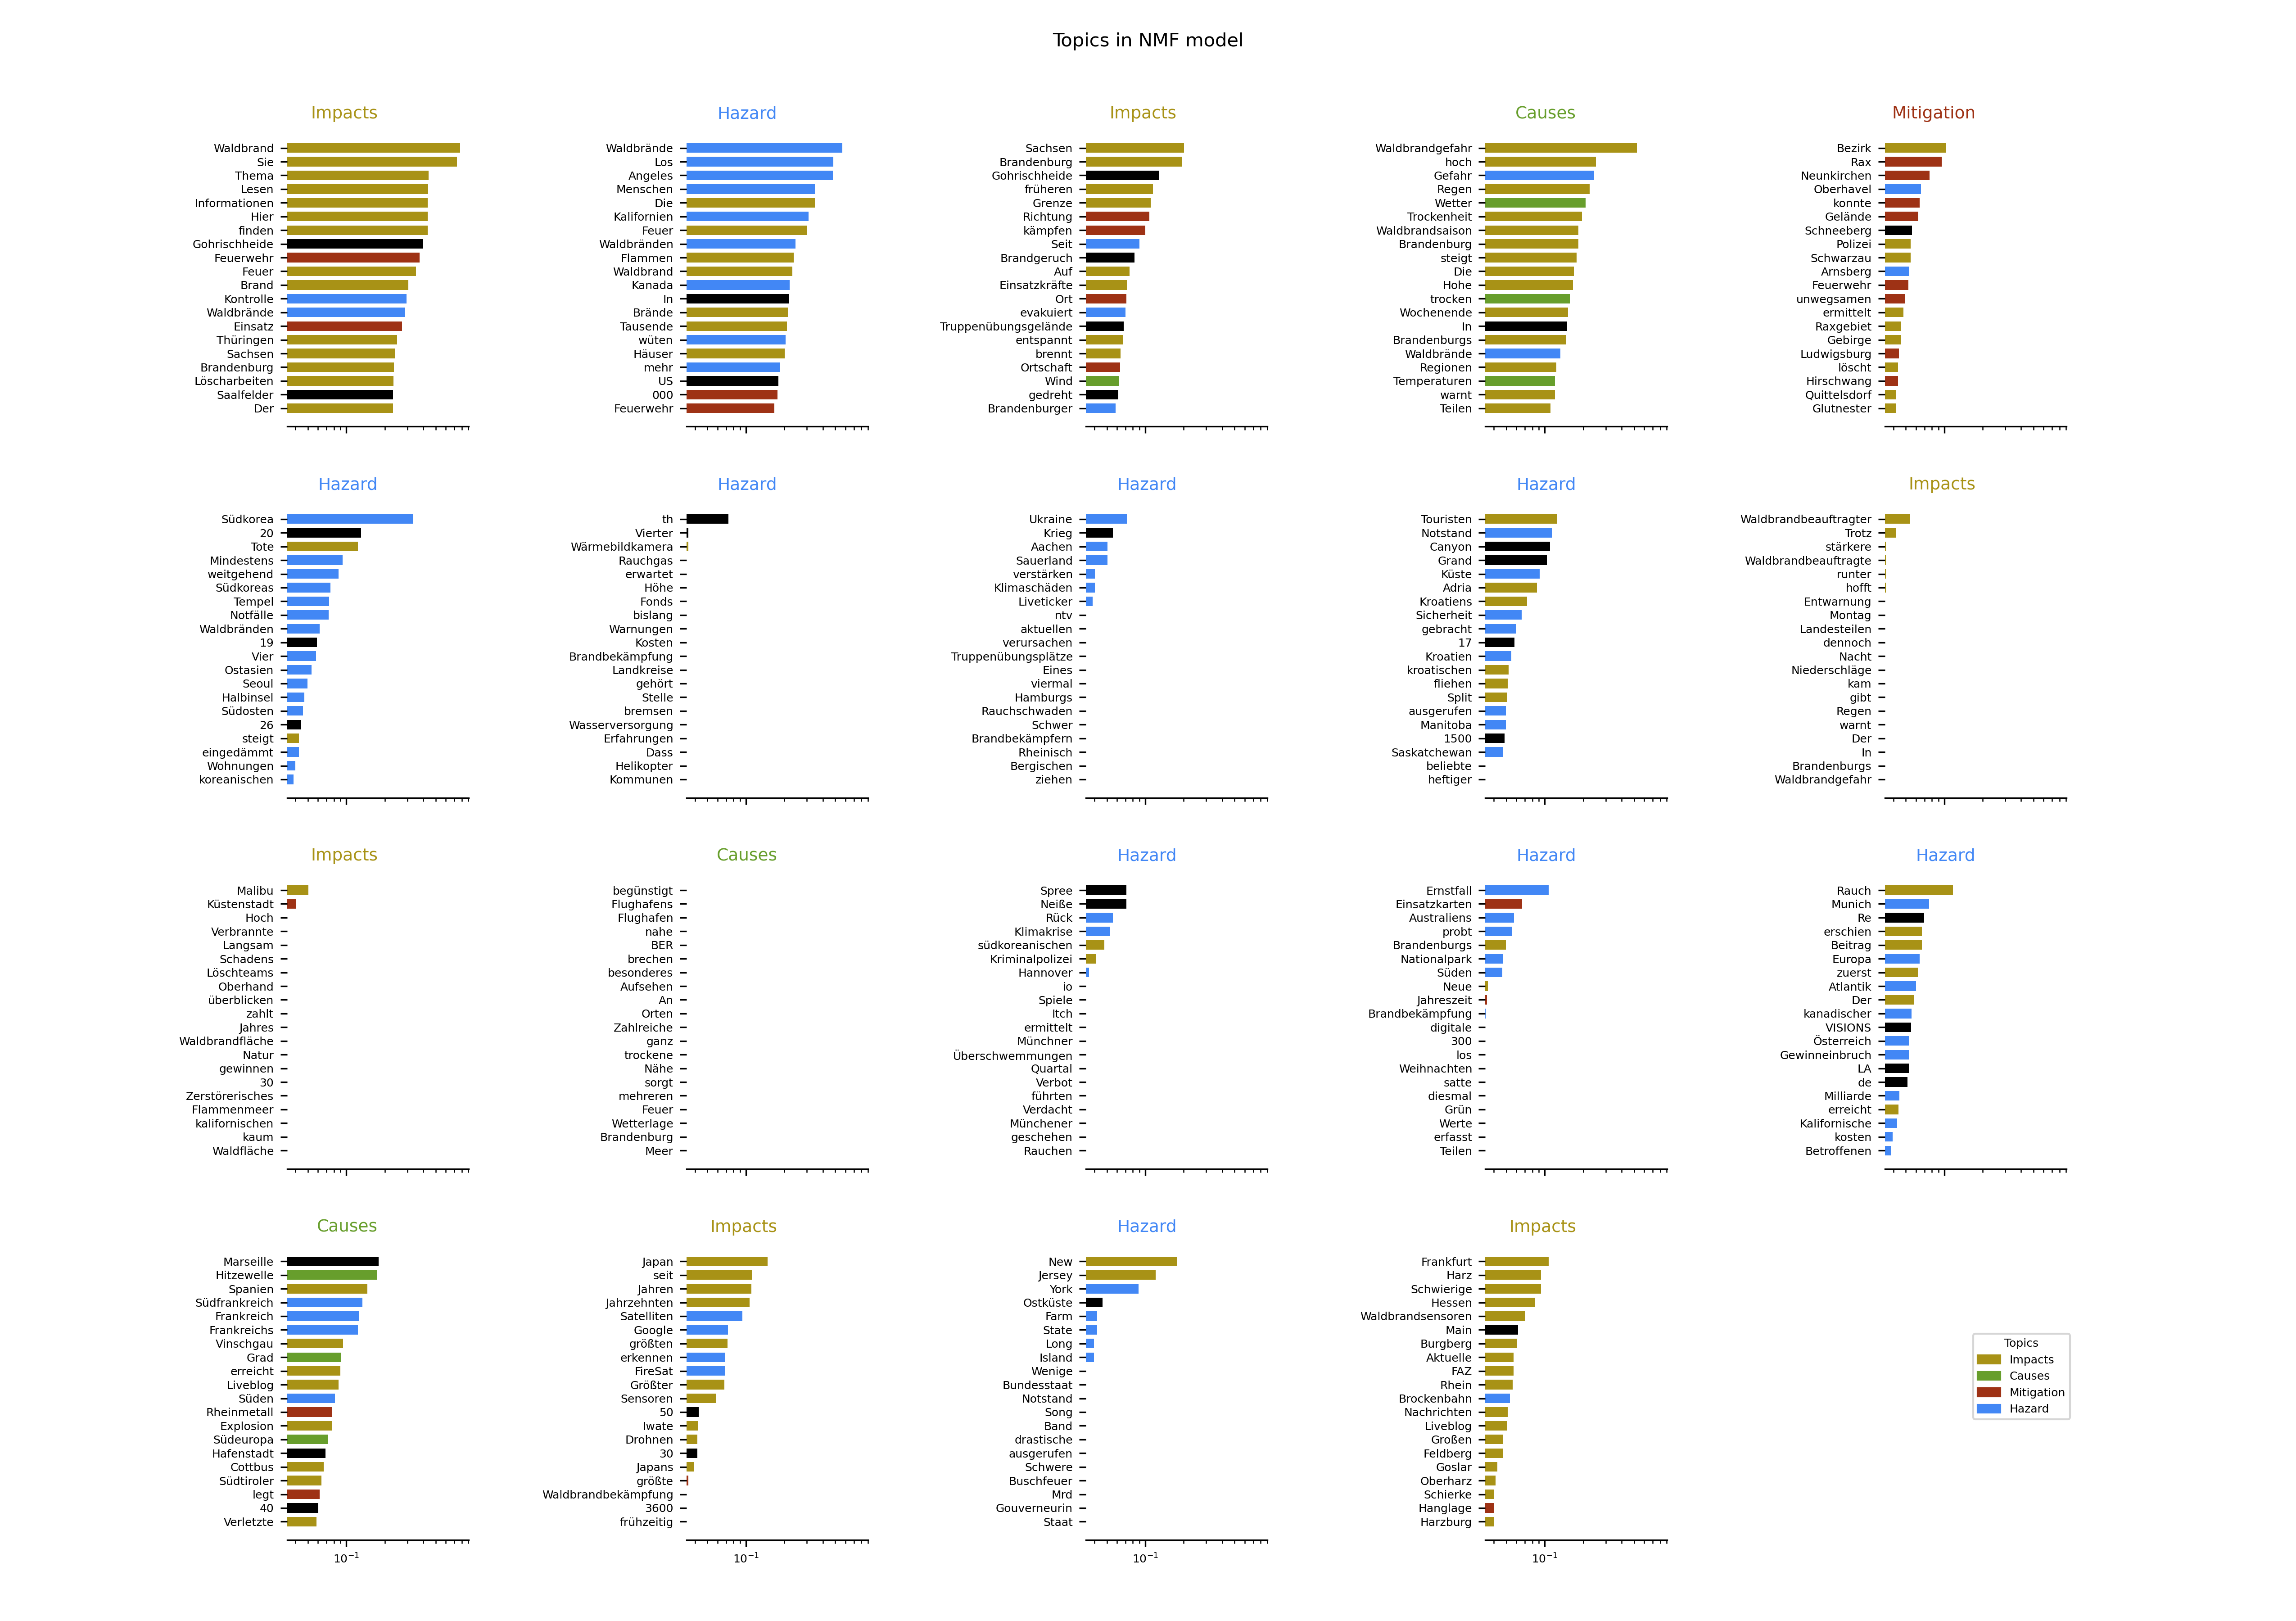 Topics in NMF model
Impacts
Waldbrand
Sie
Thema
Lesen
Informationen
Hier
finden
Gohrischheide
Feuerwehr
Feuer
Brand
Kontrolle
Waldbrände
Einsatz
Thüringen
Sachsen
Brandenburg
Löscharbeiten
Saalfelder
Der
Hazard
Waldbrände
Los
Angeles
Menschen
Die
Kalifornien
Feuer
Waldbränden
Flammen
Waldbrand
Kanada
In
Brände
Tausende
wüten
Häuser
mehr
US
000
Feuerwehr
Impacts
Sachsen
Brandenburg
Gohrischheide
früheren
Grenze
Richtung
kämpfen
Seit
Brandgeruch
Auf
Einsatzkräfte
Ort
evakuiert
Truppenübungsgelände
entspannt
brennt
Ortschaft
Wind
gedreht
Brandenburger
Causes
Waldbrandgefahr
hoch
Gefahr
Regen
Wetter
Trockenheit
Waldbrandsaison
Brandenburg
steigt
Die
Hohe
trocken
Wochenende
In
Brandenburgs
Waldbrände
Regionen
Temperaturen
warnt
Teilen
Mitigation
Bezirk
Rax
Neunkirchen
Oberhavel
konnte
Gelände
Schneeberg
Polizei
Schwarzau
Arnsberg
Feuerwehr
unwegsamen
ermittelt
Raxgebiet
Gebirge
Ludwigsburg
löscht
Hirschwang
Quittelsdorf
Glutnester
Hazard
Südkorea
20
Tote
Mindestens
weitgehend
Südkoreas
Tempel
Notfälle
Waldbränden
19
Vier
Ostasien
Seoul
Halbinsel
Südosten
26
steigt
eingedämmt
Wohnungen
koreanischen
Hazard
th
Vierter
Wärmebildkamera
Rauchgas
erwartet
Höhe
Fonds
bislang
Warnungen
Kosten
Brandbekämpfung
Landkreise
gehört
Stelle
bremsen
Wasserversorgung
Erfahrungen
Dass
Helikopter
Kommunen
Hazard
Ukraine
Krieg
Aachen
Sauerland
verstärken
Klimaschäden
Liveticker
ntv
aktuellen
verursachen
Truppenübungsplätze
Eines
viermal
Hamburgs
Rauchschwaden
Schwer
Brandbekämpfern
Rheinisch
Bergischen
ziehen
Hazard
Touristen
Notstand
Canyon
Grand
Küste
Adria
Kroatiens
Sicherheit
gebracht
17
Kroatien
kroatischen
fliehen
Split
ausgerufen
Manitoba
1500
Saskatchewan
beliebte
heftiger
Impacts
Waldbrandbeauftragter
Trotz
stärkere
Waldbrandbeauftragte
runter
hofft
Entwarnung
Montag
Landesteilen
dennoch
Nacht
Niederschläge
kam
gibt
Regen
warnt
Der
In
Brandenburgs
Waldbrandgefahr
Impacts
Malibu
Küstenstadt
Hoch
Verbrannte
Langsam
Schadens
Löschteams
Oberhand
überblicken
zahlt
Jahres
Waldbrandfläche
Natur
gewinnen
30
Zerstörerisches
Flammenmeer
kalifornischen
kaum
Waldfläche
Causes
begünstigt
Flughafens
Flughafen
nahe
BER
brechen
besonderes
Aufsehen
An
Orten
Zahlreiche
ganz
trockene
Nähe
sorgt
mehreren
Feuer
Wetterlage
Brandenburg
Meer
Hazard
Spree
Neiße
Rück
Klimakrise
südkoreanischen
Kriminalpolizei
Hannover
io
Spiele
Itch
ermittelt
Münchner
Überschwemmungen
Quartal
Verbot
führten
Verdacht
Münchener
geschehen
Rauchen
Hazard
Ernstfall
Einsatzkarten
Australiens
probt
Brandenburgs
Nationalpark
Süden
Neue
Jahreszeit
Brandbekämpfung
digitale
300
los
Weihnachten
satte
diesmal
Grün
Werte
erfasst
Teilen
Hazard
Rauch
Munich
Re
erschien
Beitrag
Europa
zuerst
Atlantik
Der
kanadischer
VISIONS
Österreich
Gewinneinbruch
LA
de
Milliarde
erreicht
Kalifornische
kosten
Betroffenen
Causes
Marseille
Hitzewelle
Spanien
Südfrankreich
Frankreich
Frankreichs
Vinschgau
Grad
erreicht
Liveblog
Süden
Rheinmetall
Explosion
Südeuropa
Hafenstadt
Cottbus
Südtiroler
legt
40
Verletzte
10⁻¹
Impacts
Japan
seit
Jahren
Jahrzehnten
Satelliten
Google
größten
erkennen
FireSat
Größter
Sensoren
50
Iwate
Drohnen
30
Japans
größte
Waldbrandbekämpfung
3600
frühzeitig
10⁻¹
Hazard
New
Jersey
York
Ostküste
Farm
State
Long
Island
Wenige
Bundesstaat
Notstand
Song
Band
drastische
ausgerufen
Schwere
Buschfeuer
Mrd
Gouverneurin
Staat
10⁻¹
Impacts
Frankfurt
Harz
Schwierige
Hessen
Waldbrandsensoren
Main
Burgberg
Aktuelle
FAZ
Rhein
Brockenbahn
Nachrichten
Liveblog
Großen
Feldberg
Goslar
Oberharz
Schierke
Hanglage
Harzburg
10⁻¹
Topics
Impacts
Causes
Mitigation
Hazard